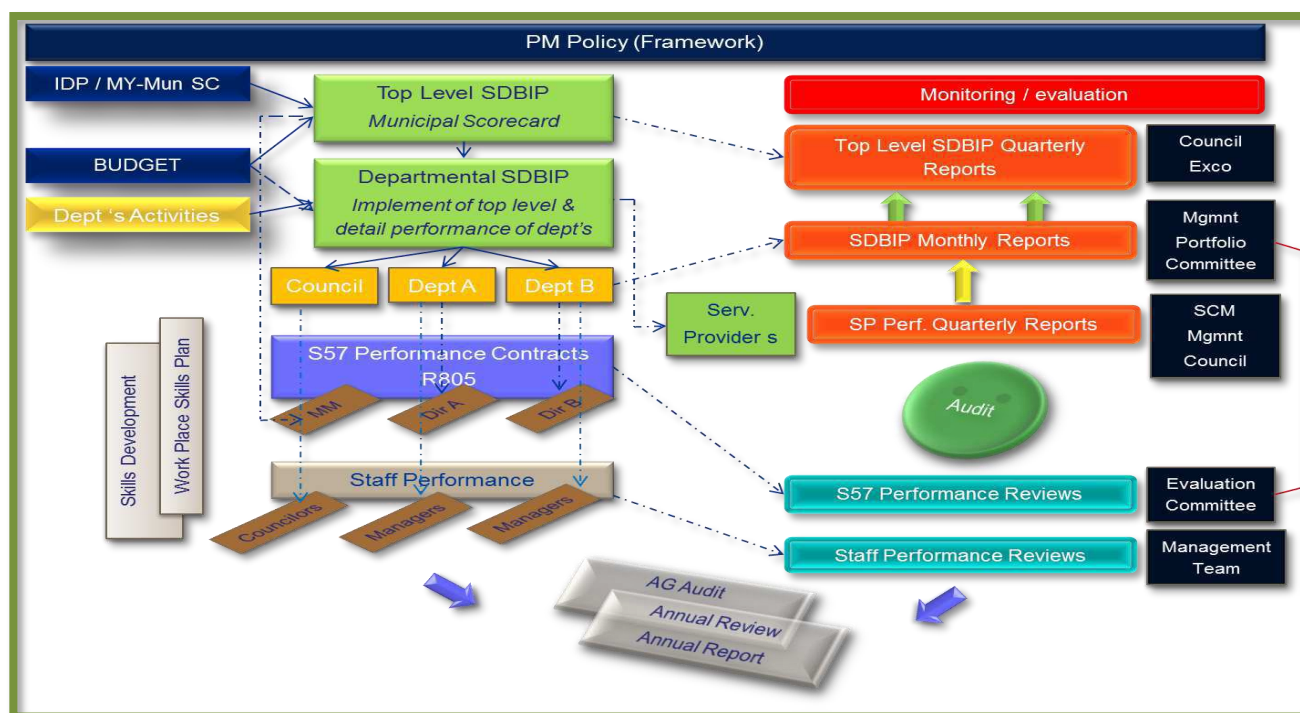 PM Policy (Framework)
IDP / MY-Mun SC
BUDGET
Dept 's Activities
Top Level SDBIP
Municipal Scorecard
Departmental SDBIP
Implement of top level &
detail performance of dept's
Council
Dept A
Dept B
Serv.
Provider s
S57 Performance Contracts
R805
MM
Dir A
Dir B
Staff Performance
Councilors
Managers
Managers
Skills Development
Work Place Skills Plan
Monitoring / evaluation
Top Level SDBIP Quarterly
Reports
Council
Exco
SDBIP Monthly Reports
Mgmnt
Portfolio
Committee
SP Perf. Quarterly Reports
SCM
Mgmnt
Council
Audit
S57 Performance Reviews
Evaluation
Committee
Staff Performance Reviews
Management
Team
AG Audit
Annual Review
Annual Report